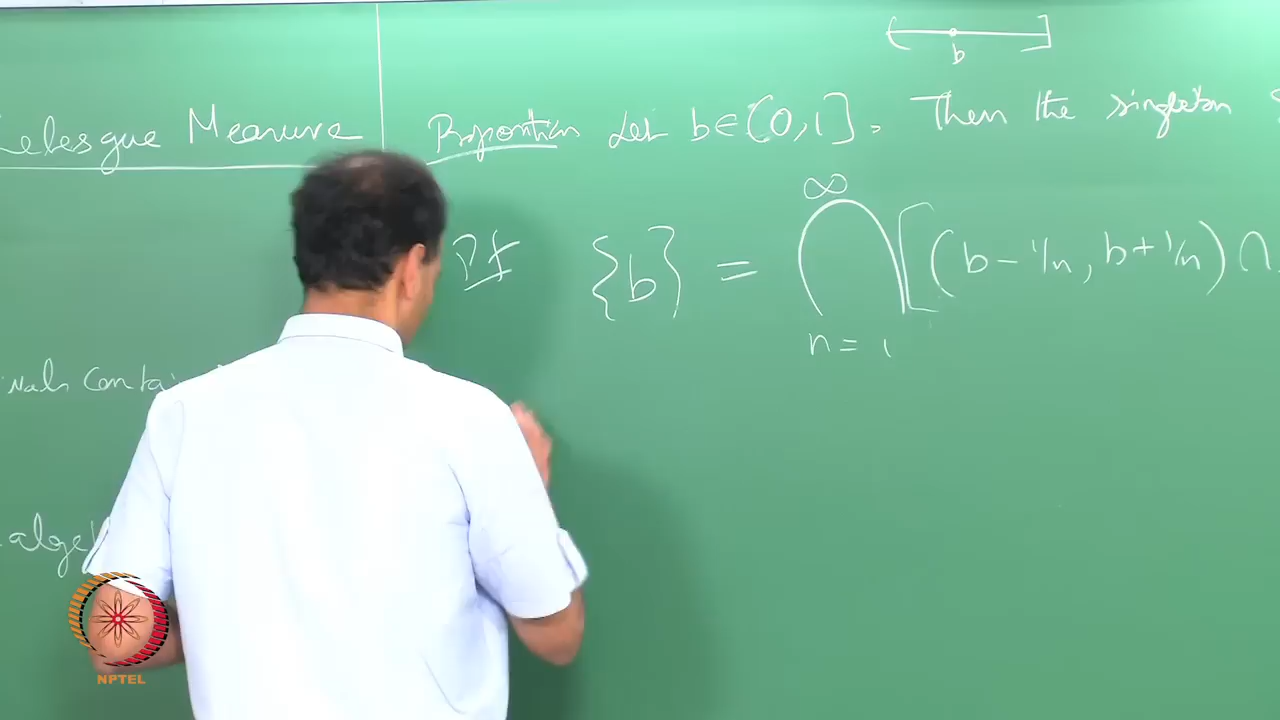 b
Lebesgue Measure
Proposition Let b ∈ (0,1]. Then the singleton
Pf {b} = ∞ ⋂ n = 1 [(b - 1/n, b + 1/n) ∩
NPTEL